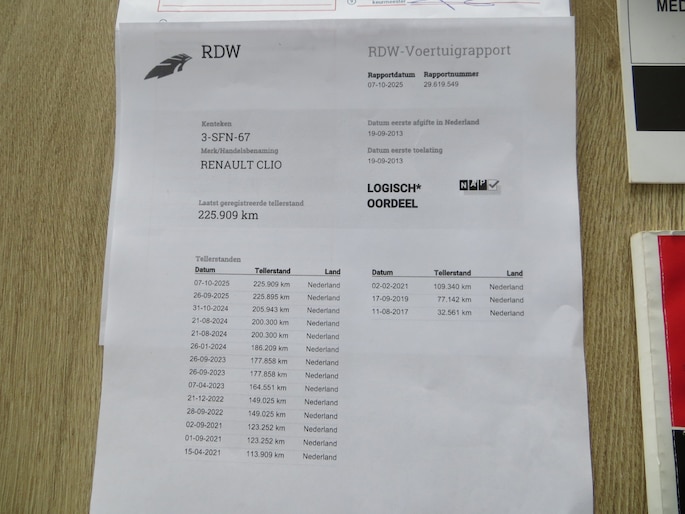 Keurmeester
MED
RDW
RDW-Voertuigrapport
Rapportdatum Rapportnummer
07-10-2025 29.619.549
Kenteken
3-SFN-67
Merk/Handelsbenaming
RENAULT CLIO
Datum eerste afgifte in Nederland
19-09-2013
Datum eerste toelating
19-09-2013
Laatst geregistreerde tellerstand
225.909 km
LOGISCH*
OORDEEL
NAP
Tellerstanden
Datum Tellerstand Land
07-10-2025 225.909 km Nederland
26-09-2025 225.895 km Nederland
31-10-2024 205.943 km Nederland
21-08-2024 200.300 km Nederland
21-08-2024 200.300 km Nederland
26-01-2024 186.209 km Nederland
26-09-2023 177.858 km Nederland
26-09-2023 177.858 km Nederland
07-04-2023 164.551 km Nederland
21-12-2022 149.025 km Nederland
28-09-2022 149.025 km Nederland
02-09-2021 123.252 km Nederland
01-09-2021 123.252 km Nederland
15-04-2021 113.909 km Nederland
Datum Tellerstand Land
02-02-2021 109.340 km Nederland
17-09-2019 77.142 km Nederland
11-08-2017 32.561 km Nederland